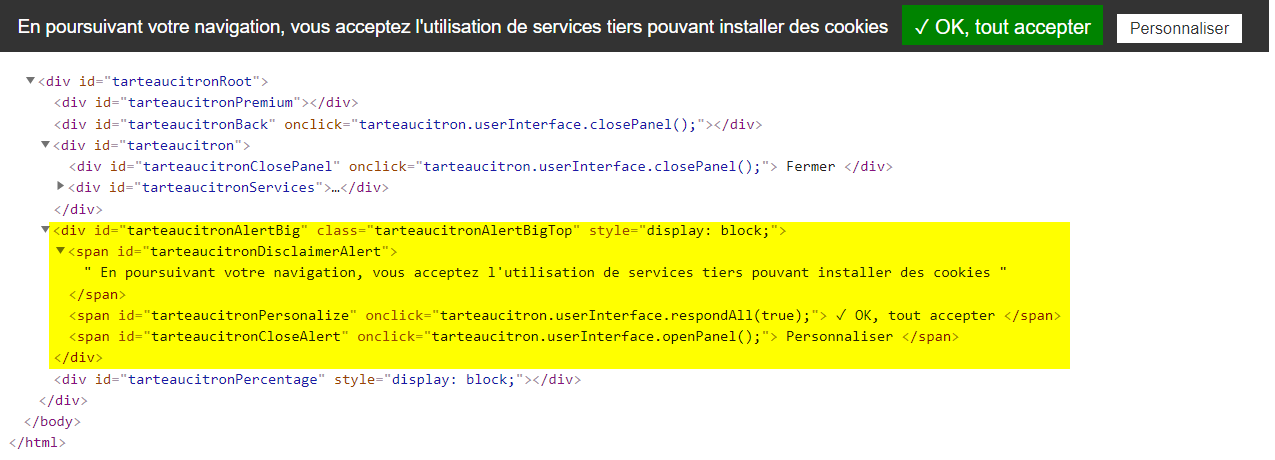 En poursuivant votre navigation, vous acceptez l'utilisation de services tiers pouvant installer des cookies ✓ OK, tout accepter Personnaliser
▼<div id="tarteaucitronRoot">
<div id="tarteaucitronPremium"></div>
<div id="tarteaucitronBack" onclick="tarteaucitron.userInterface.closePanel();"></div>
▼<div id="tarteaucitron">
<div id="tarteaucitronClosePanel" onclick="tarteaucitron.userInterface.closePanel();"> Fermer </div>
▶<div id="tarteaucitronServices">…</div>
</div>
▼<div id="tarteaucitronAlertBig" class="tarteaucitronAlertBigTop" style="display: block;">
▼<span id="tarteaucitronDisclaimerAlert">
" En poursuivant votre navigation, vous acceptez l'utilisation de services tiers pouvant installer des cookies "
</span>
<span id="tarteaucitronPersonalize" onclick="tarteaucitron.userInterface.respondAll(true);"> ✓ OK, tout accepter </span>
<span id="tarteaucitronCloseAlert" onclick="tarteaucitron.userInterface.openPanel();"> Personnaliser </span>
</div>
<div id="tarteaucitronPercentage" style="display: block;"></div>
</div>
</body>
</html>